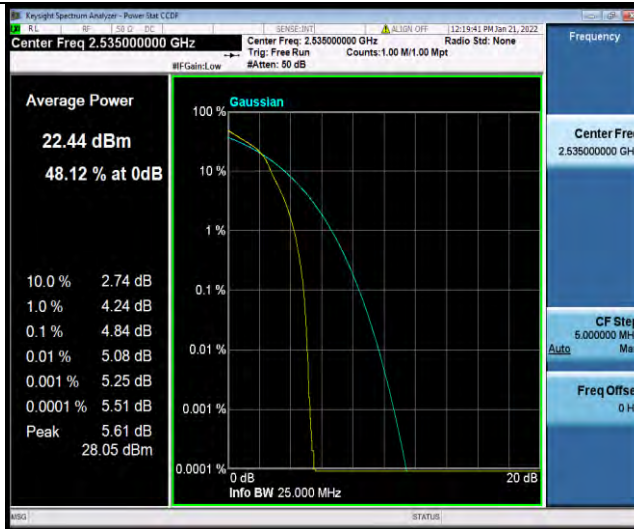 Keysight Spectrum Analyzer - Power Stat CCDF
RL RF 50 Ω DC SENSE:INT ALIGN OFF 12:19:41 PM Jan 21, 2022
Center Freq 2.535000000 GHz
Center Freq: 2.535000000 GHz Radio Std: None
Trig: Free Run Counts:1.00 M/1.00 Mpt
#IFGain:Low #Atten: 50 dB
Frequency
Average Power
22.44 dBm
48.12 % at 0dB
10.0 % 2.74 dB
1.0 % 4.24 dB
0.1 % 4.84 dB
0.01 % 5.08 dB
0.001 % 5.25 dB
0.0001 % 5.51 dB
Peak 5.61 dB
28.05 dBm
Gaussian
100 %
10 %
1 %
0.1 %
0.01 %
0.001 %
0.0001 %
0 dB 20 dB
Info BW 25.000 MHz
Center Fre
2.535000000 GH
CF Step
5.000000 MH
Auto Ma
Freq Offse
0 H
MSG STATUS